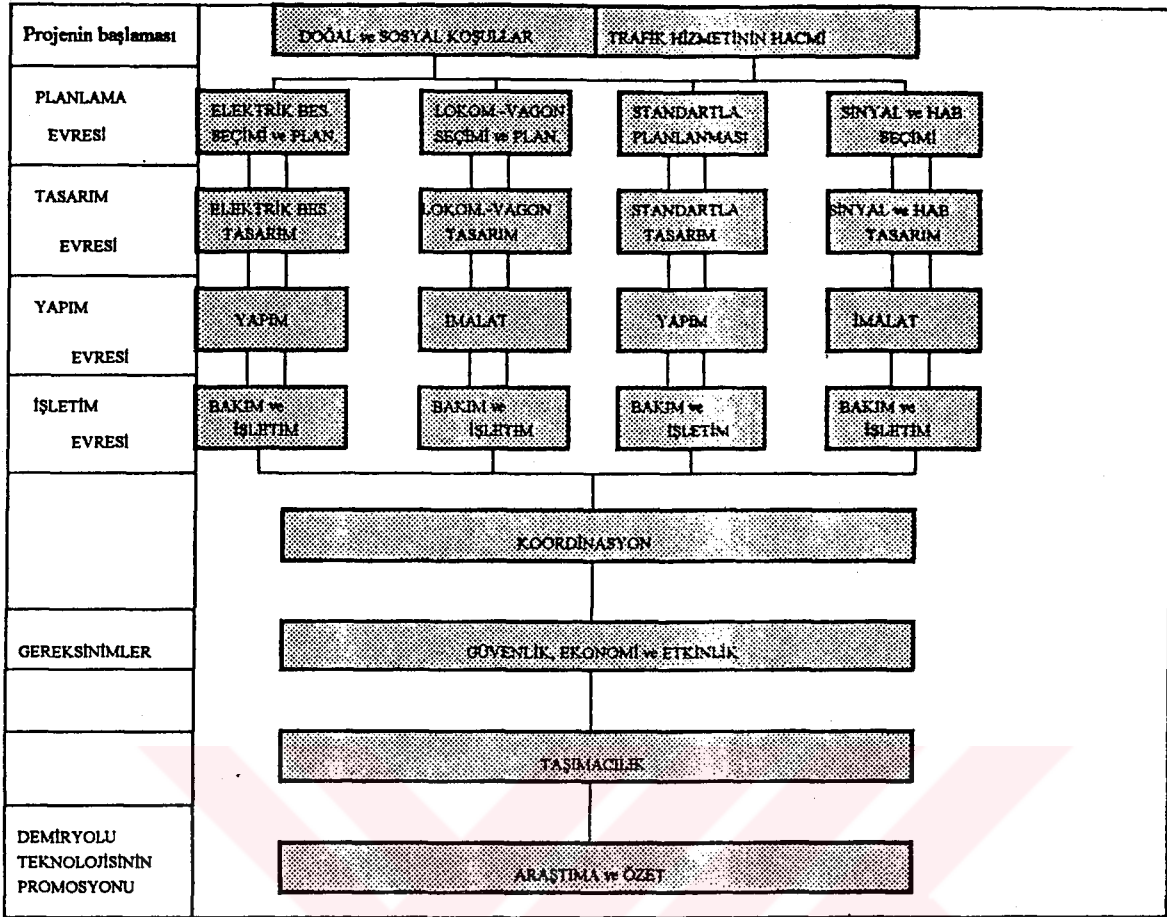 Projenin başlaması
DOĞAL ve SOSYAL KOŞULLAR
TRAFİK HİZMETİNİN HACMİ
PLANLAMA
EVRESİ
ELEKTRİK BES.
SEÇİMİ ve PLAN.
LOKOM.-VAGON
SEÇİMİ ve PLAN.
STANDARTLA.
PLANLANMASI
SİNYAL ve HAB
SEÇİMİ
TASARIM
EVRESİ
ELEKTRİK BES.
TASARIM
LOKOM.-VAGON
TASARIM
STANDARTLA
TASARIM
SİNYAL ve HAB
TASARIM
YAPIM
EVRESİ
YAPIM
İMALAT
YAPIM
İMALAT
İŞLETİM
EVRESİ
BAKIM ve
İŞLETİM
BAKIM ve
İŞLETİM
BAKIM ve
İŞLETİM
BAKIM ve
İŞLETİM
KOORDİNASYON
GEREKSİNİMLER
GÜVENLİK, EKONOMİ ve ETKİNLİK
TAŞIMACILIK
DEMİRYOLU
TEKNOLOJİSİNİN
PROMOSYONU
ARAŞTIMA ve ÖZET